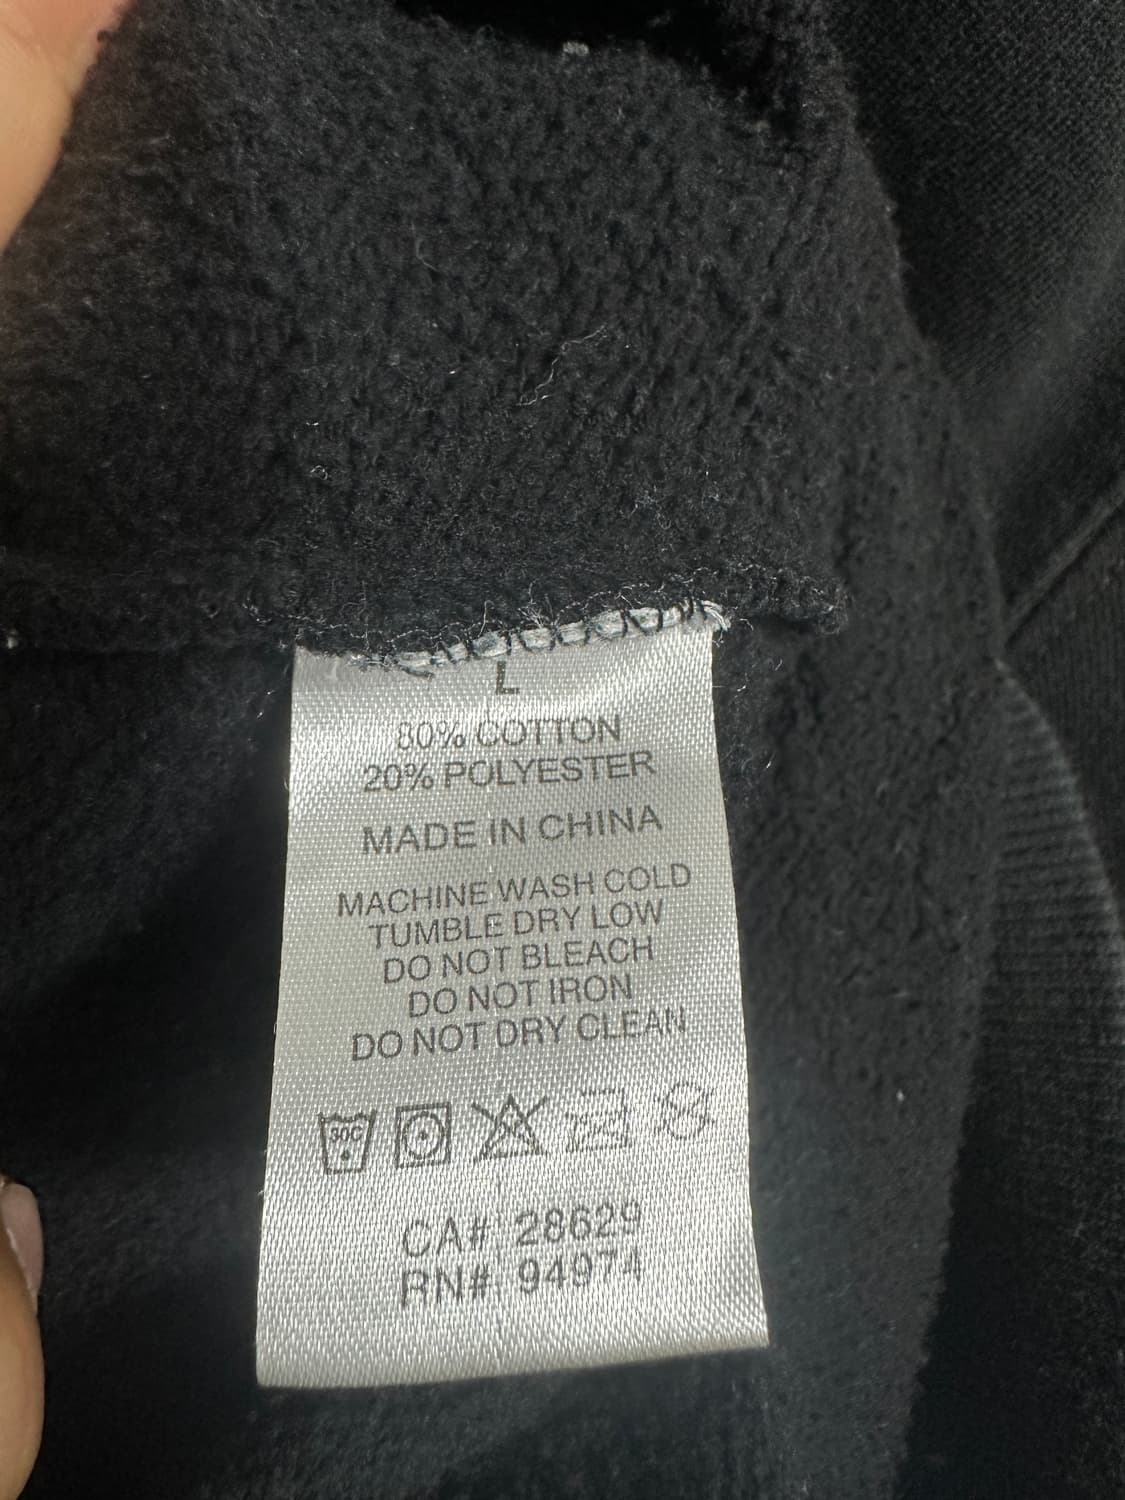 L
80% COTTON
20% POLYESTER
MADE IN CHINA
MACHINE WASH COLD
TUMBLE DRY LOW
DO NOT BLEACH
DO NOT IRON
DO NOT DRY CLEAN
30C
CA# 28629
RN# 94974